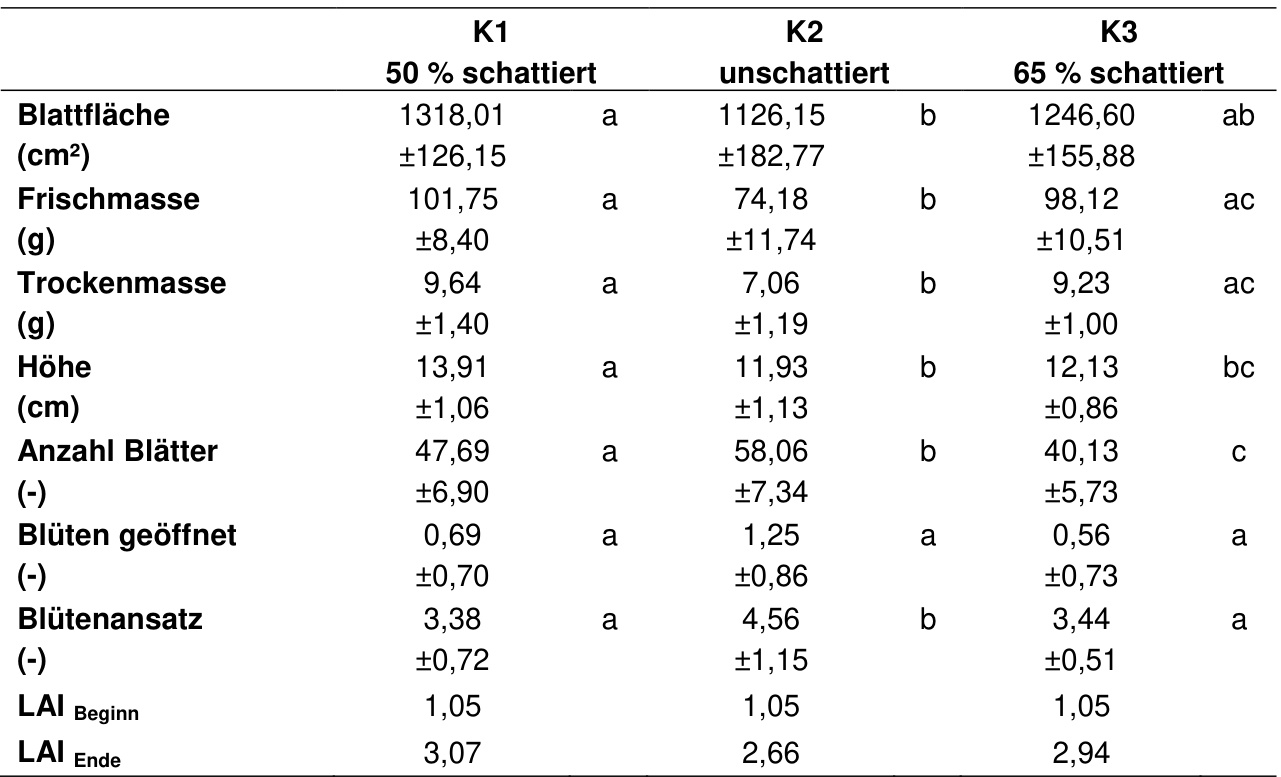 K1 K2 K3
50 % schattiert unschattiert 65 % schattiert
Blattfläche 1318,01 a 1126,15 b 1246,60 ab
(cm²) ±126,15 ±182,77 ±155,88
Frischmasse 101,75 a 74,18 b 98,12 ac
(g) ±8,40 ±11,74 ±10,51
Trockenmasse 9,64 a 7,06 b 9,23 ac
(g) ±1,40 ±1,19 ±1,00
Höhe 13,91 a 11,93 b 12,13 bc
(cm) ±1,06 ±1,13 ±0,86
Anzahl Blätter 47,69 a 58,06 b 40,13 c
(-) ±6,90 ±7,34 ±5,73
Blüten geöffnet 0,69 a 1,25 a 0,56 a
(-) ±0,70 ±0,86 ±0,73
Blütenansatz 3,38 a 4,56 b 3,44 a
(-) ±0,72 ±1,15 ±0,51
LAI Beginn 1,05 1,05 1,05
LAI Ende 3,07 2,66 2,94